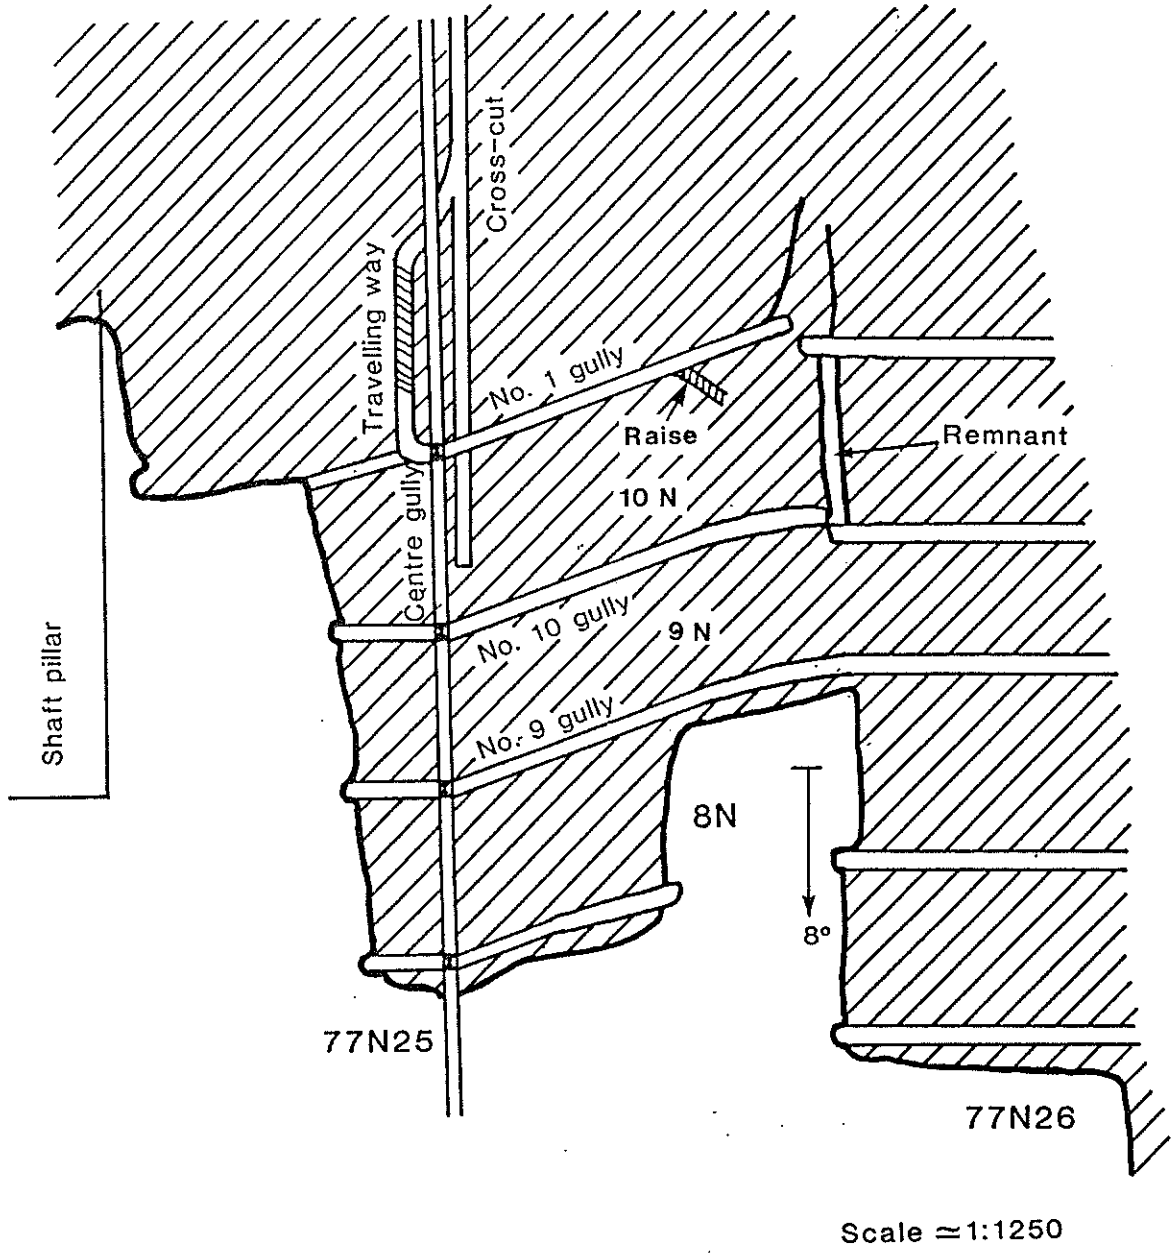 Cross-cut
Travelling way
No. 1 gully
Raise
Remnant
10 N
Centre gully
No. 10 gully
9 N
Shaft pillar
No. 9 gully
8N
8°
77N25
77N26
Scale ≃ 1:1250